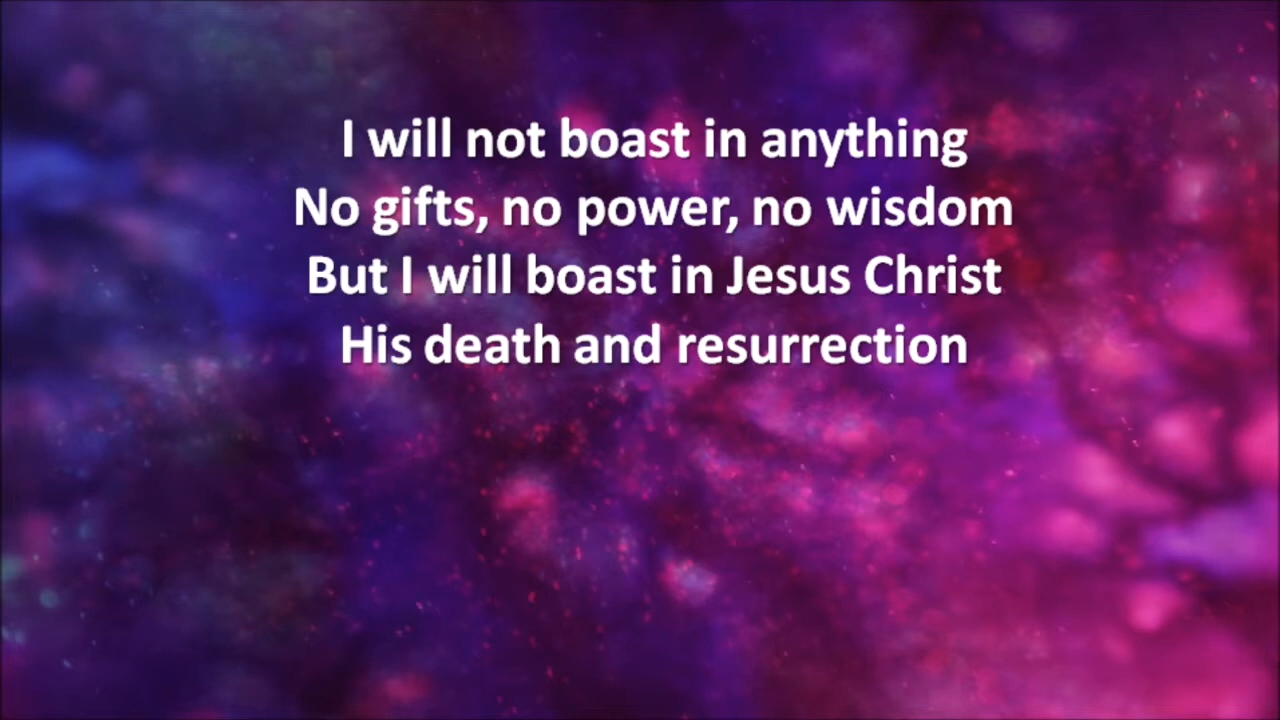 I will not boast in anything
No gifts, no power, no wisdom
But I will boast in Jesus Christ
His death and resurrection